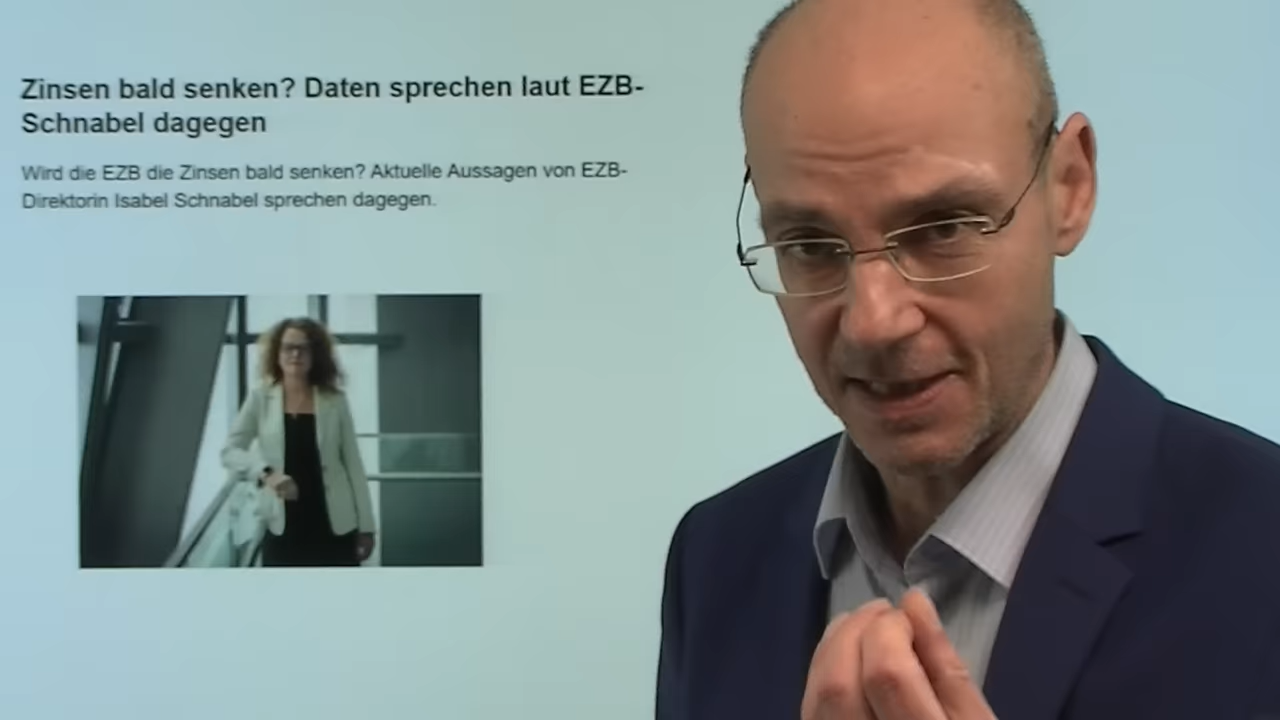 Zinsen bald senken? Daten sprechen laut EZB-
Schnabel dagegen
Wird die EZB die Zinsen bald senken? Aktuelle Aussagen von EZB-
Direktorin Isabel Schnabel sprechen dagegen.